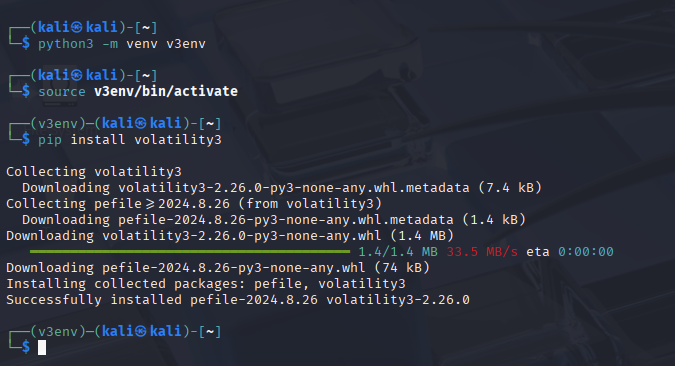 ┌──(kali㉿kali)-[~]
└─$ python3 -m venv v3env
┌──(kali㉿kali)-[~]
└─$ source v3env/bin/activate
┌──(v3env)─(kali㉿kali)-[~]
└─$ pip install volatility3
Collecting volatility3
  Downloading volatility3-2.26.0-py3-none-any.whl.metadata (7.4 kB)
Collecting pefile>=2024.8.26 (from volatility3)
  Downloading pefile-2024.8.26-py3-none-any.whl.metadata (1.4 kB)
Downloading volatility3-2.26.0-py3-none-any.whl (1.4 MB)
   ━━━━━━━━━━━━━━━━━━━━━━━━━━━━━━━━━━━━━━━━ 1.4/1.4 MB 33.5 MB/s eta 0:00:00
Downloading pefile-2024.8.26-py3-none-any.whl (74 kB)
Installing collected packages: pefile, volatility3
Successfully installed pefile-2024.8.26 volatility3-2.26.0
┌──(v3env)─(kali㉿kali)-[~]
└─$